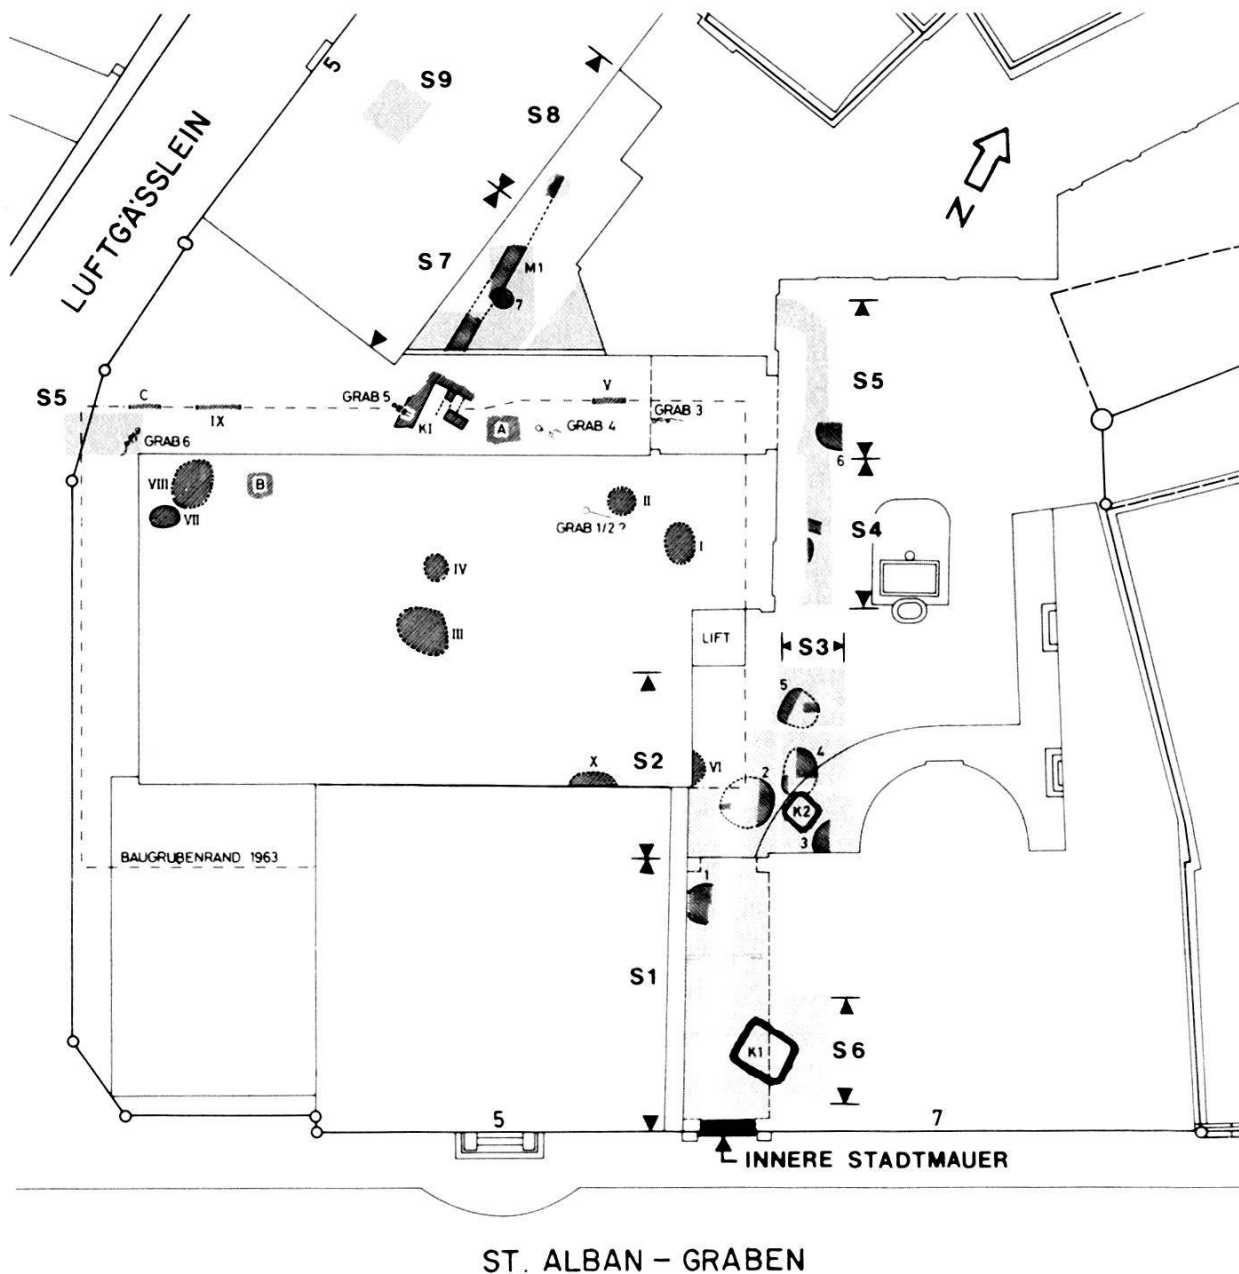 5
S9
S8
LUFTGÄSSLEIN
N
S7
M1
7
S5
C
IX
GRAB 5
V
GRAB 3
S5
K I
A
GRAB 4
GRAB 6
6
VIII
B
II
VII
GRAB 1/2 ?
I
S4
IV
III
LIFT
S3
5
X
S2
VI
2
4
K2
3
BAUGRUBENRAND 1963
1
S1
K1
S6
5
7
INNERE STADTMAUER
ST. ALBAN – GRABEN